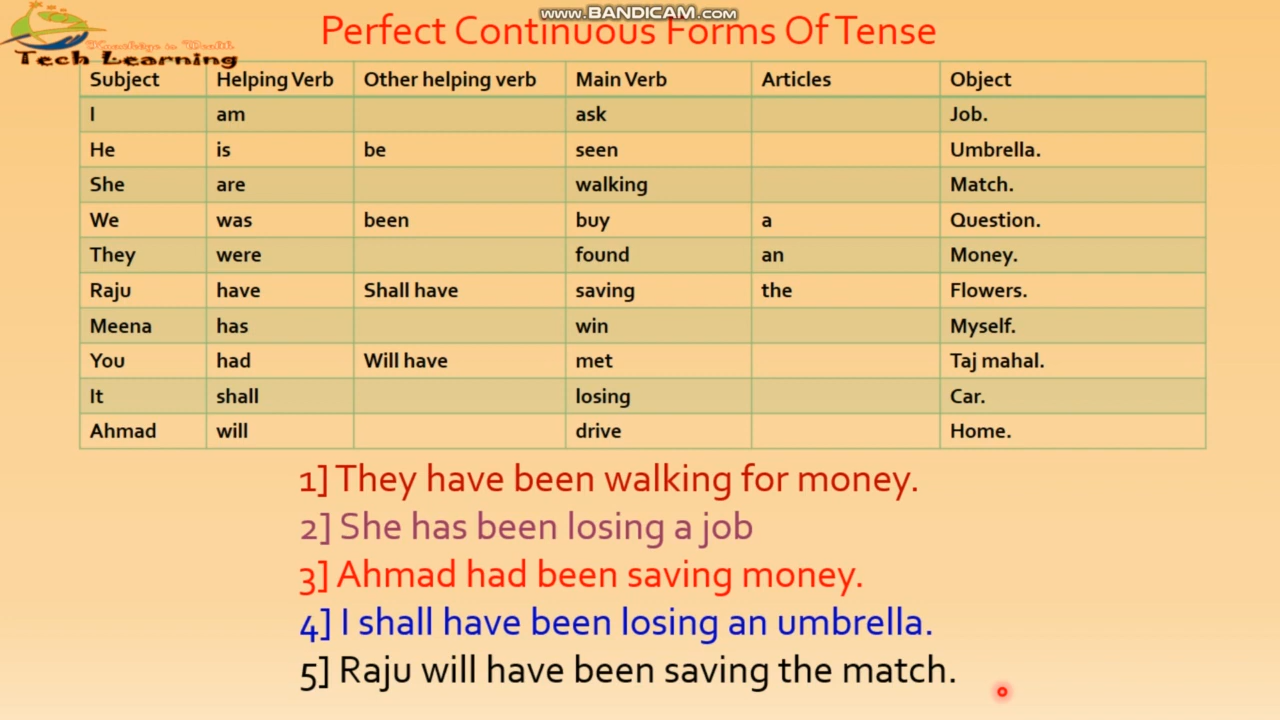 www.BANDICAM.com
Perfect Continuous Forms Of Tense
Knowledge is Wealth
Tech Learning
Subject Helping Verb Other helping verb Main Verb Articles Object
I am ask Job.
He is be seen Umbrella.
She are walking Match.
We was been buy a Question.
They were found an Money.
Raju have Shall have saving the Flowers.
Meena has win Myself.
You had Will have met Taj mahal.
It shall losing Car.
Ahmad will drive Home.
1] They have been walking for money.
2] She has been losing a job
3] Ahmad had been saving money.
4] I shall have been losing an umbrella.
5] Raju will have been saving the match.